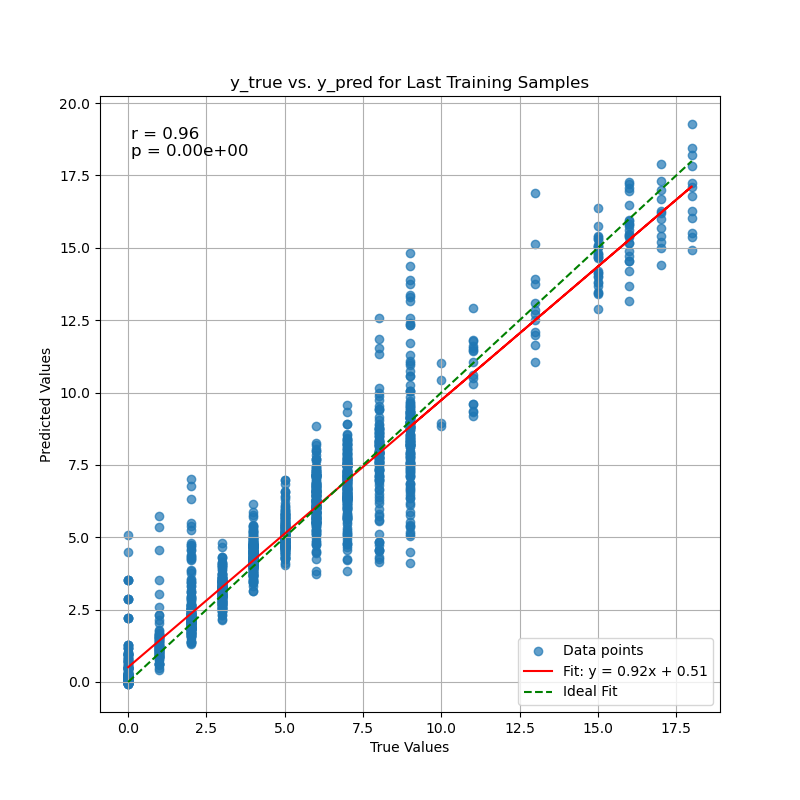 y_true vs. y_pred for Last Training Samples
r = 0.96
p = 0.00e+00
20.0
17.5
15.0
12.5
10.0
7.5
5.0
2.5
0.0
Predicted Values
Data points
Fit: y = 0.92x + 0.51
Ideal Fit
0.0 2.5 5.0 7.5 10.0 12.5 15.0 17.5
True Values